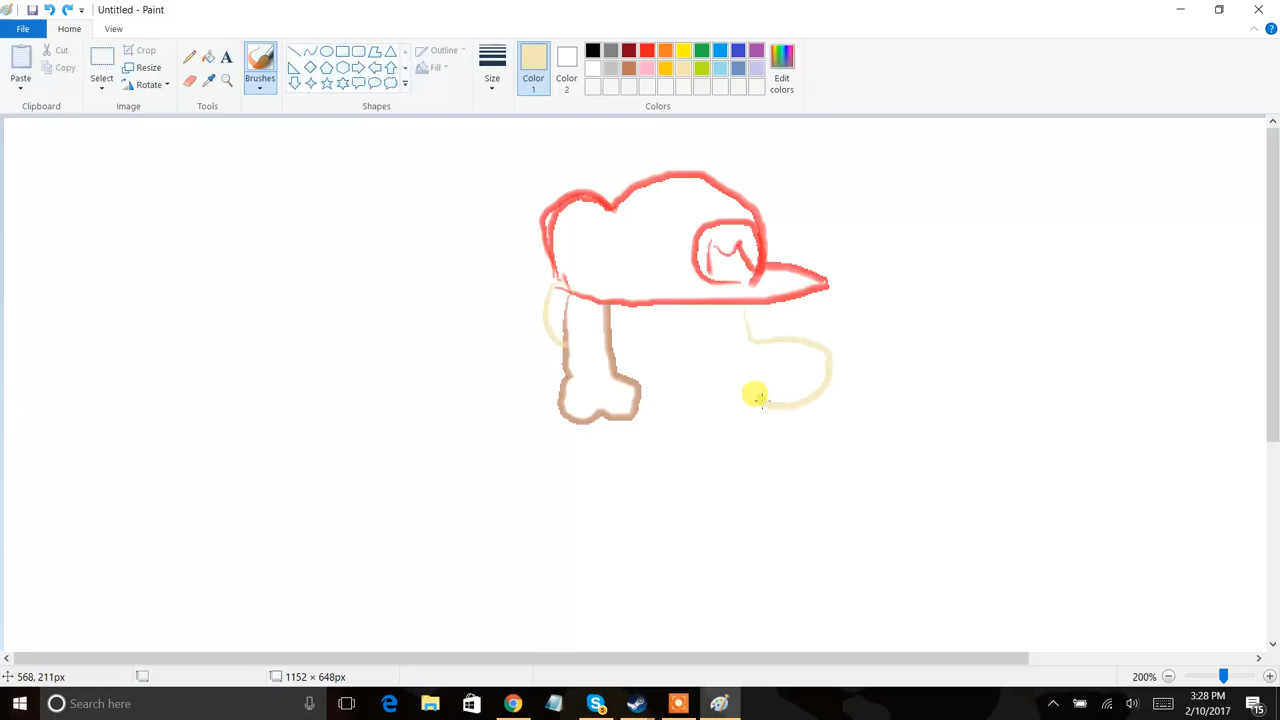 Untitled - Paint
File Home View
Paste Cut Copy Select Crop Resize Rotate A Brushes Outline Fill Size Color 1 Color 2 Edit colors
Clipboard Image Tools Shapes Colors
M
568, 211px 1152 × 648px 200%
Search here 3:28 PM
2/10/2017 15